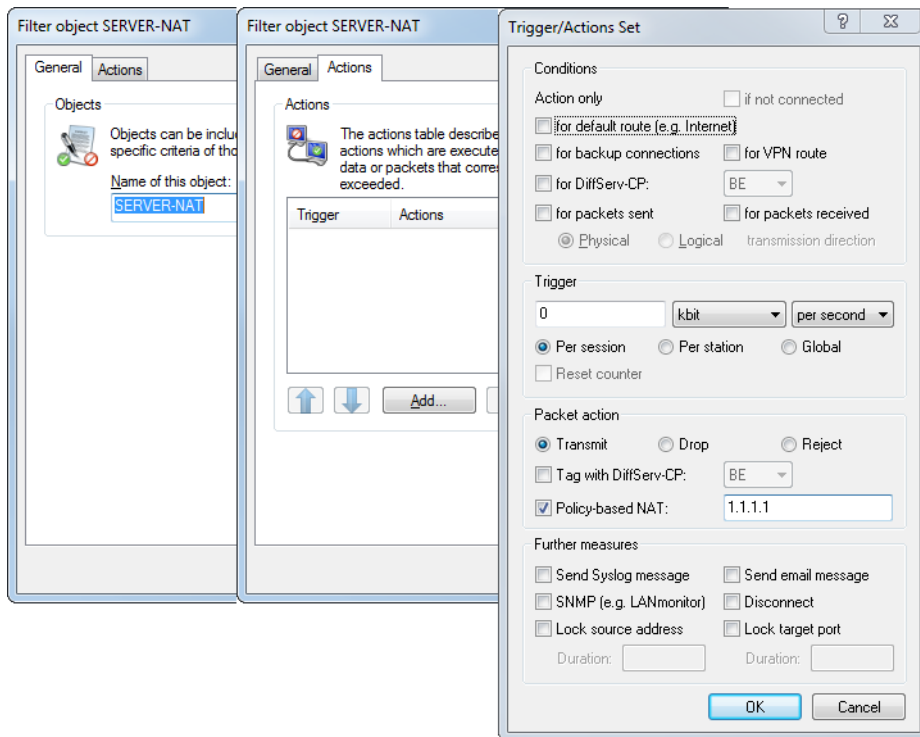 Filter object SERVER-NAT
General Actions
Objects
Objects can be inclu
specific criteria of tho
Name of this object:
SERVER-NAT
Filter object SERVER-NAT
General Actions
Actions
The actions table describe
actions which are execute
data or packets that corres
exceeded.
Trigger Actions
Add...
Trigger/Actions Set
Conditions
Action only if not connected
for default route (e.g. Internet)
for backup connections for VPN route
for DiffServ-CP: BE
for packets sent for packets received
Physical Logical transmission direction
Trigger
0 kbit per second
Per session Per station Global
Reset counter
Packet action
Transmit Drop Reject
Tag with DiffServ-CP: BE
Policy-based NAT: 1.1.1.1
Further measures
Send Syslog message Send email message
SNMP (e.g. LANmonitor) Disconnect
Lock source address Lock target port
Duration: Duration:
OK Cancel